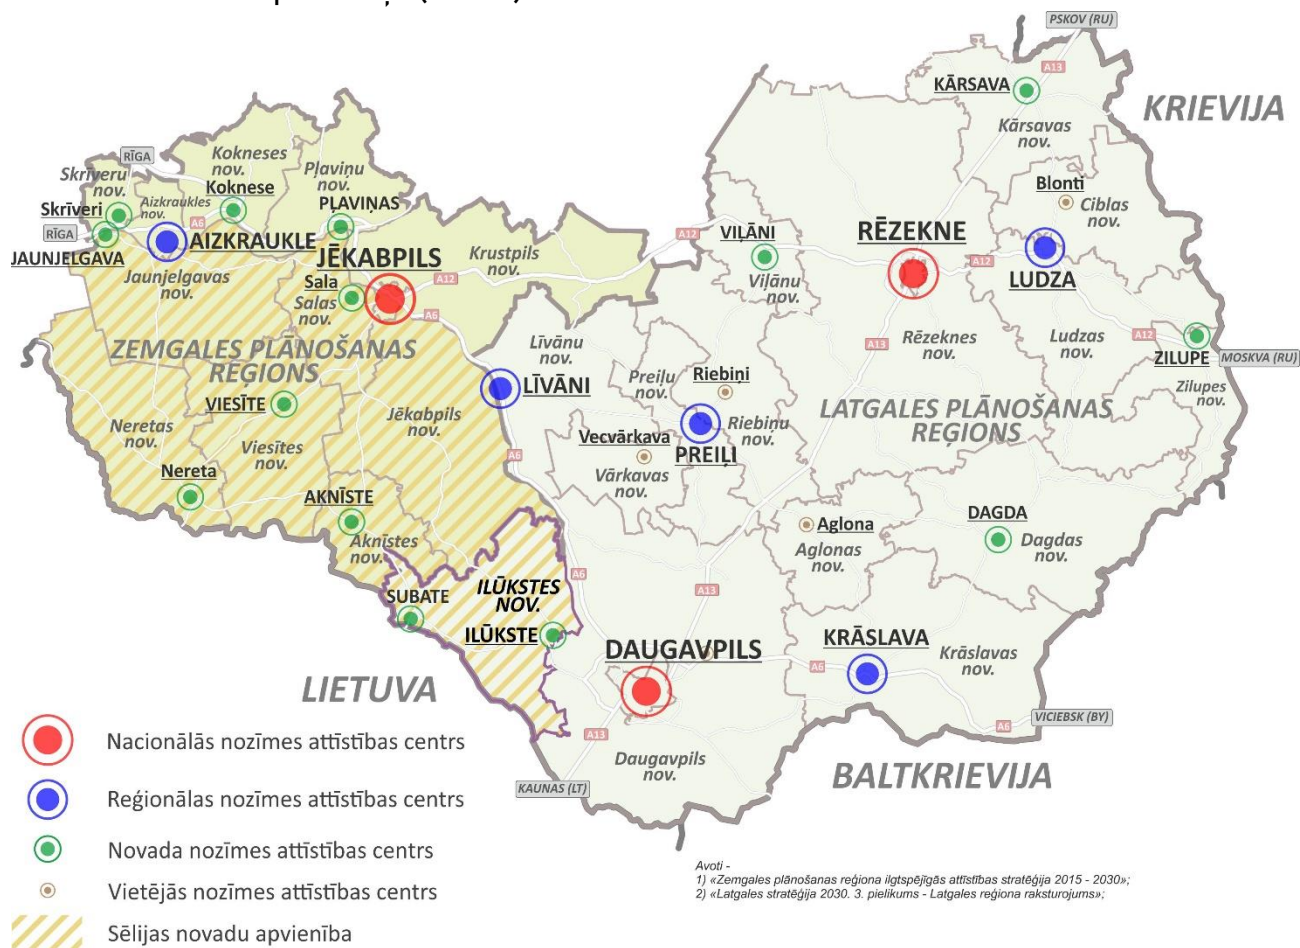 PSKOV (RU)
A13
KĀRSAVA
KRIEVIJA
Kārsavas
nov.
RĪGA
Kokneses
nov.
Pļaviņu
nov.
Skrīveru
nov.
Koknese
Aizkraukles
nov.
Skrīveri
A6
PĻAVIŅAS
RĪGA
JAUNJELGAVA
AIZKRAUKLE
JĒKABPILS
Jaunjelgavas
nov.
Krustpils
nov.
A12
A12
Sala
Salas
nov.
A6
VIĻĀNI
Viļānu
nov.
RĒZEKNE
Blonti
Ciblas
nov.
A12
LUDZA
ZEMGALES PLĀNOŠANAS
REĢIONS
Līvānu
nov.
A13
Rēzeknes
nov.
Ludzas
nov.
A12
ZILUPE
MOSKVA (RU)
Zilupes
nov.
LĪVĀNI
Preiļu
nov.
Riebiņi
VIESĪTE
Jēkabpils
nov.
Neretas
nov.
Viesītes
nov.
Riebiņu
nov.
LATGALES PLĀNOŠANAS
REĢIONS
Vecvārkava
PREIĻI
A6
Vārkavas
nov.
Nereta
AKNĪSTE
Aknīstes
nov.
Aglona
Aglonas
nov.
DAGDA
Dagdas
nov.
A6
A13
SUBATE
ILŪKSTES
NOV.
ILŪKSTE
DAUGAVPILS
KRĀSLAVA
A6
Krāslavas
nov.
LIETUVA
VICIEBSK (BY)
A6
A13
Daugavpils
nov.
BALTKRIEVIJA
KAUNAS (LT)
Nacionālās nozīmes attīstības centrs
Reģionālas nozīmes attīstības centrs
Novada nozīmes attīstības centrs
Vietējās nozīmes attīstības centrs
Sēlijas novadu apvienība
Avoti -
1) «Zemgales plānošanas reģiona ilgtspējīgās attīstības stratēģija 2015 - 2030»;
2) «Latgales stratēģija 2030. 3. pielikums - Latgales reģiona raksturojums»;